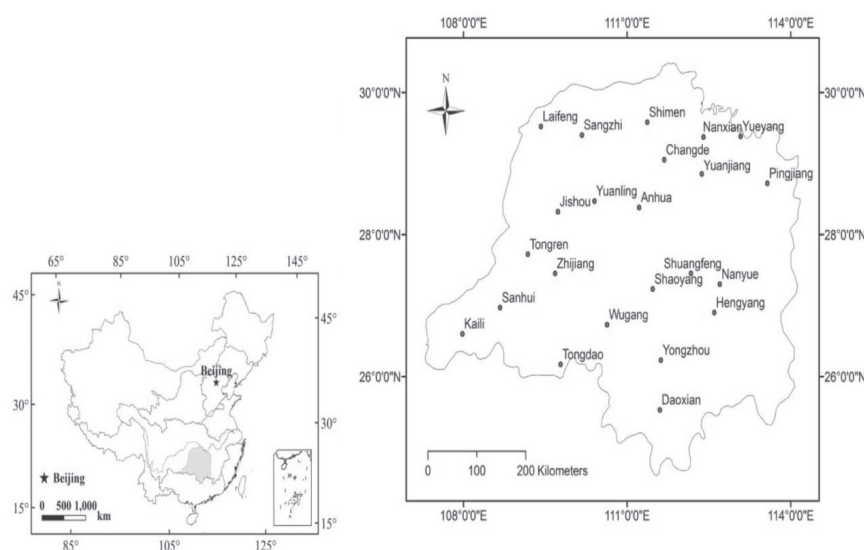 108°0'0"E 111°0'0"E 114°0'0"E
30°0'0"N 30°0'0"N
N
Laifeng
Sangzhi
Shimen
Nanxian Yueyang
Changde
Yuanjiang
Pingjiang
Jishou
Yuanling
Anhua
28°0'0"N 28°0'0"N
Tongren
Zhijiang
Shuangfeng
Shaoyang
Nanyue
Sanhui
Hengyang
Kaili
Wugang
Tongdao
Yongzhou
26°0'0"N 26°0'0"N
Daoxian
0 100 200 Kilometers
108°0'0"E 111°0'0"E 114°0'0"E
65° 85° 105° 125° 145°
N
45° 45°
Beijing
30° 30°
Beijing
0 500 1,000
km
15° 15°
85° 105° 125°